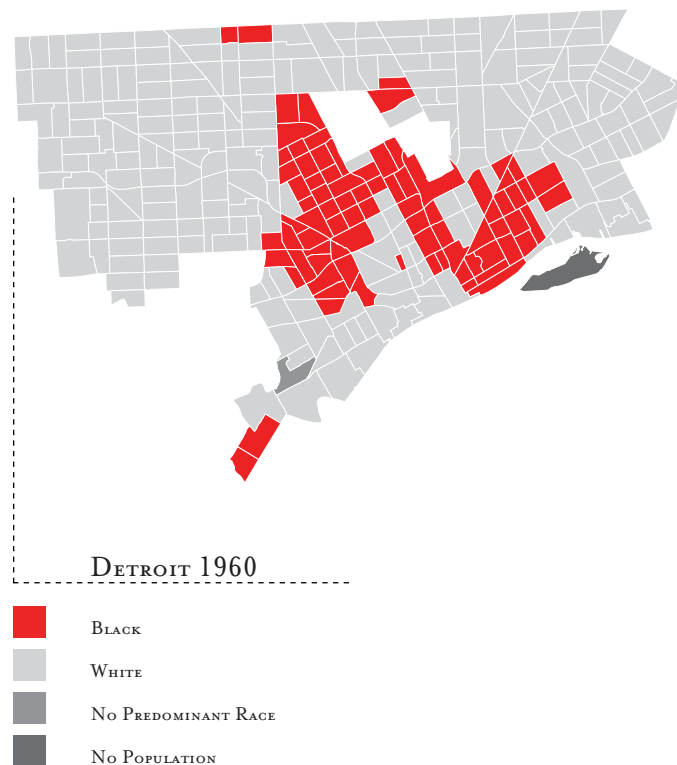 Detroit 1960
Black
White
No Predominant Race
No Population